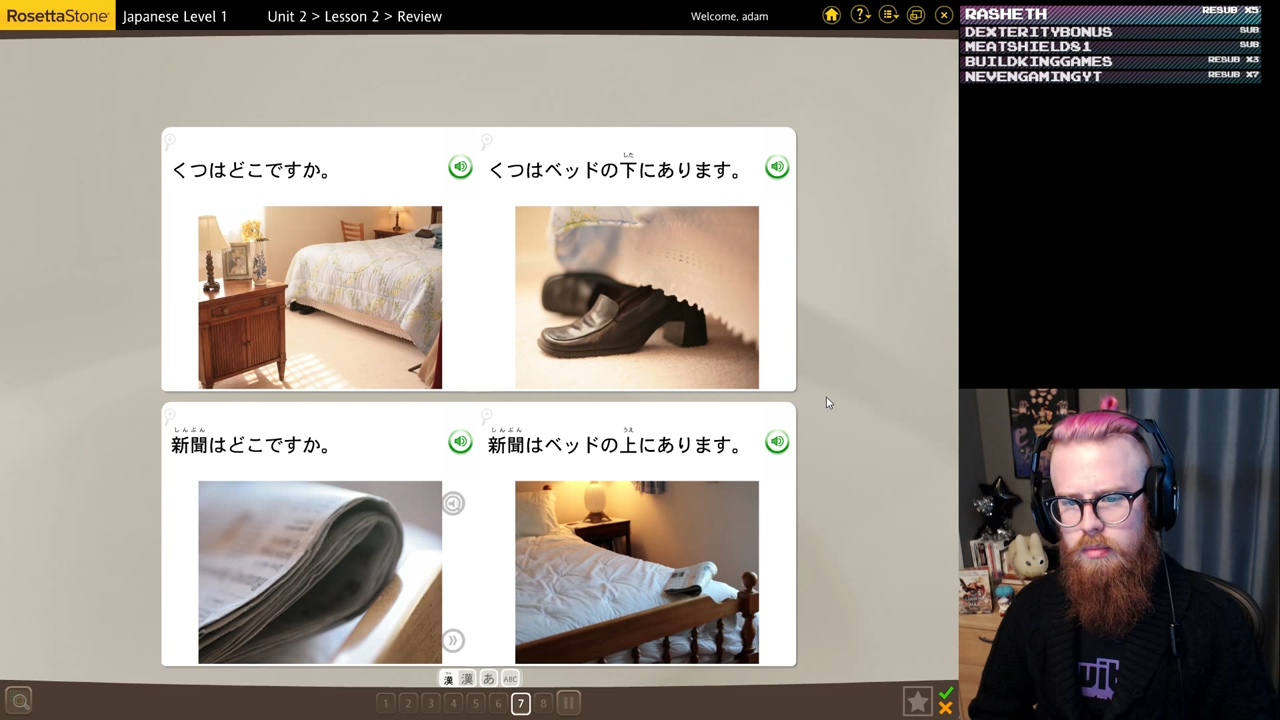 RosettaStone
Japanese Level 1
Unit 2 > Lesson 2 > Review
Welcome, adam
RASHETH RESUB X5
DEXTERITYBONUS SUB
MEATSHIELD81 SUB
BUILDKINGGAMES RESUB X3
NEVENGAMINGYT RESUB X7
くつはどこですか。
した
くつはベッドの下にあります。
しんぶん
新聞はどこですか。
しんぶん うえ
新聞はベッドの上にあります。
漢 漢 あ ABC
1 2 3 4 5 6 7 8